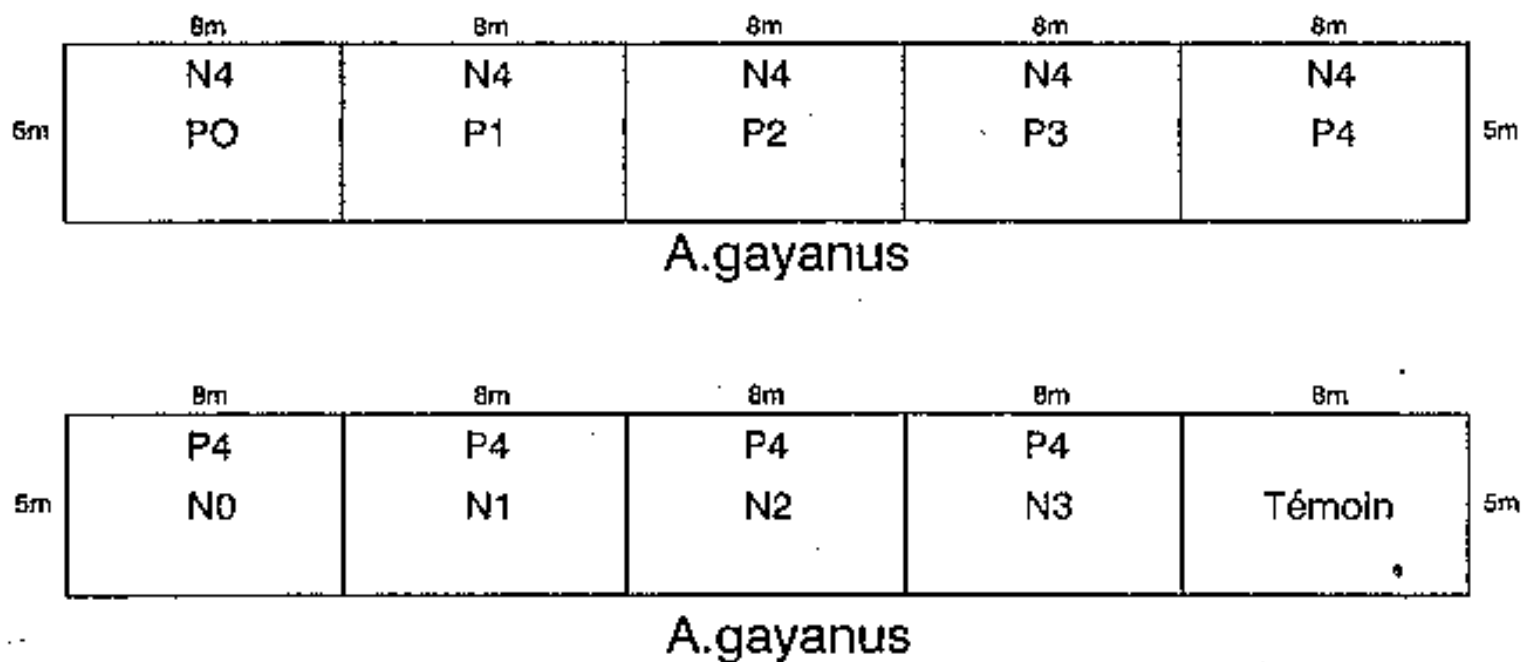 8m 8m 8m 8m 8m
N4 N4 N4 N4 N4
5m PO P1 P2 P3 P4 5m
A.gayanus
8m 8m 8m 8m 8m
P4 P4 P4 P4
5m N0 N1 N2 N3 Témoin 5m
A.gayanus